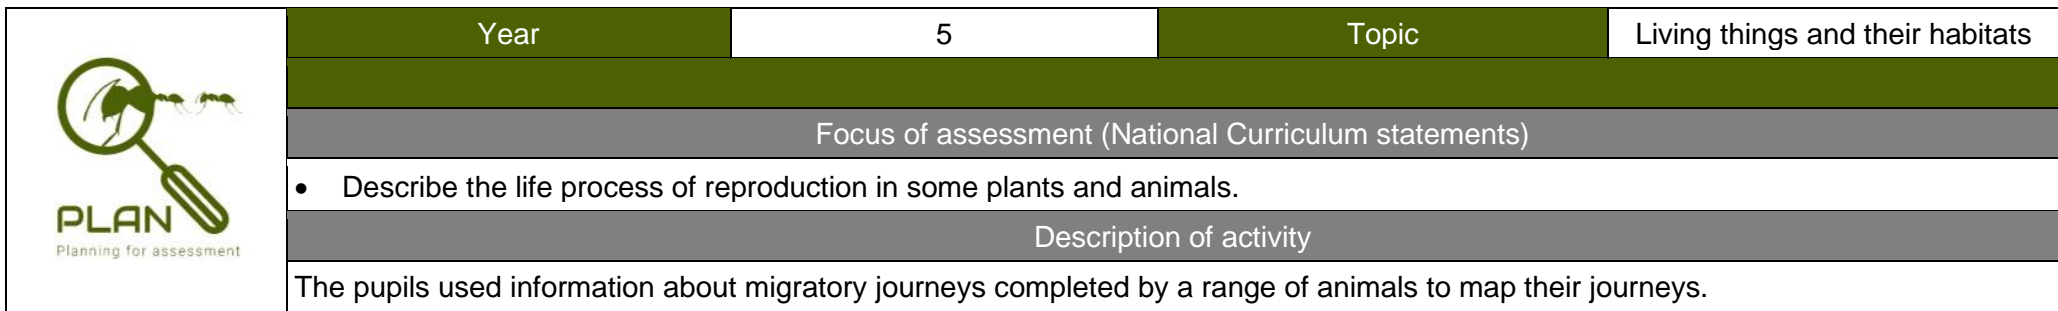 Year 5 Topic Living things and their habitats
Focus of assessment (National Curriculum statements)
• Describe the life process of reproduction in some plants and animals.
PLAN
Planning for assessment
Description of activity
The pupils used information about migratory journeys completed by a range of animals to map their journeys.